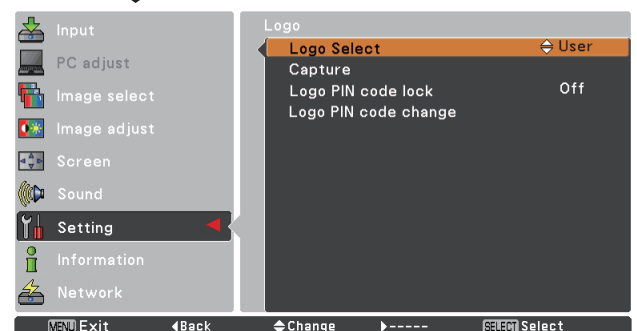 Input
PC adjust
Image select
Image adjust
Screen
Sound
Setting
Information
Network
Logo
Logo Select User
Capture
Logo PIN code lock Off
Logo PIN code change
MENU Exit Back Change ----- SELECT Select